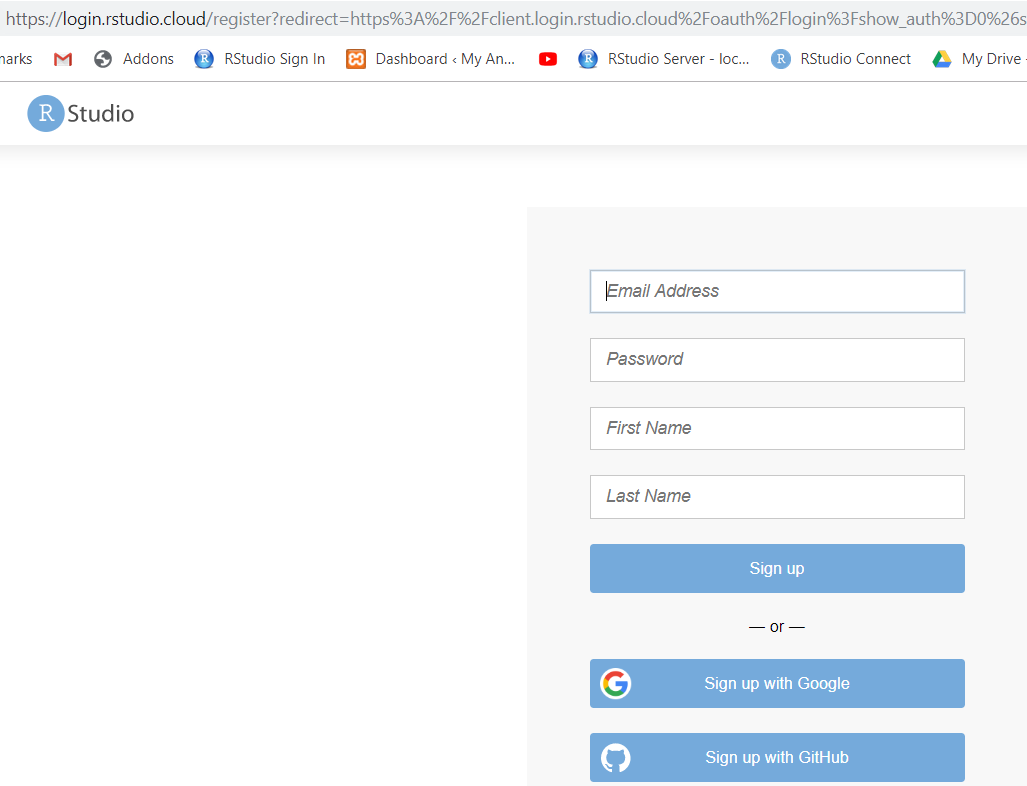 https://login.rstudio.cloud/register?redirect=https%3A%2F%2Fclient.login.rstudio.cloud%2Foauth%2Flogin%3Fshow_auth%3D0%26s
narks Addons RStudio Sign In Dashboard ‹ My An... RStudio Server - loc... RStudio Connect My Drive -
R Studio
Email Address
Password
First Name
Last Name
Sign up
— or —
Sign up with Google
Sign up with GitHub